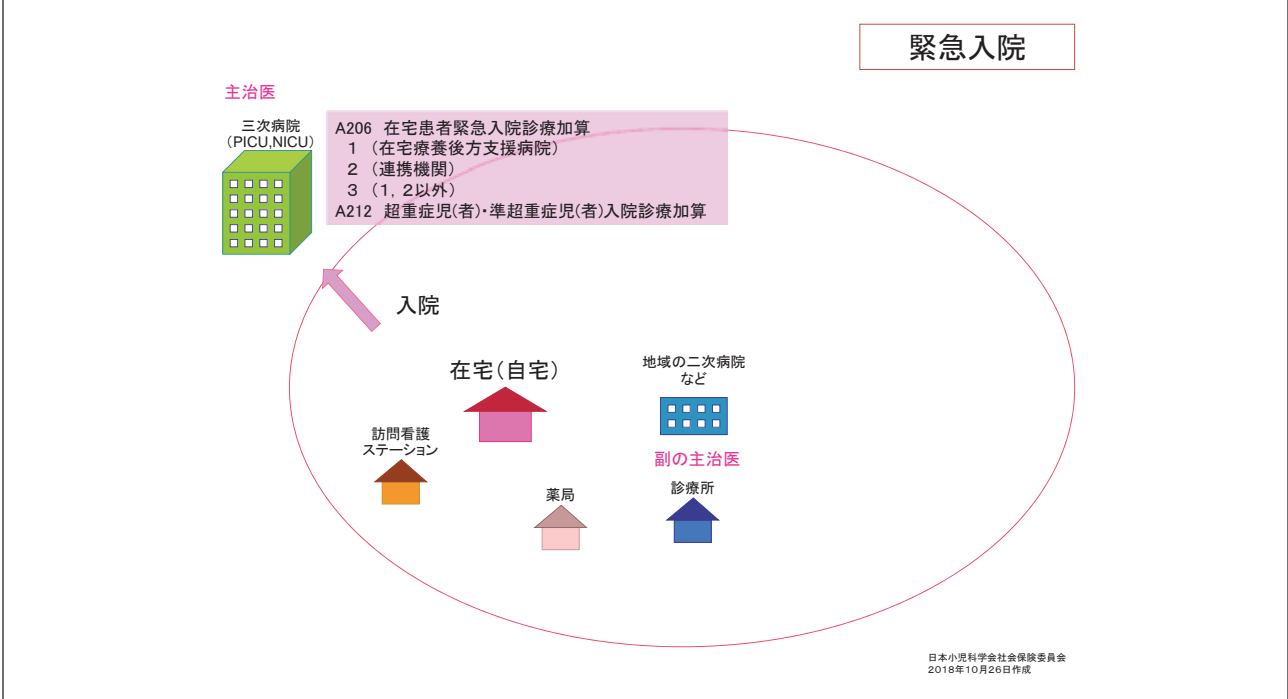 緊急入院
主治医
三次病院
（PICU,NICU）
A206 在宅患者緊急入院診療加算
1 （在宅療養後方支援病院）
2 （連携機関）
3 （1，2以外）
A212 超重症児(者)・準超重症児(者)入院診療加算
入院
在宅（自宅）
地域の二次病院
など
訪問看護
ステーション
副の主治医
薬局
診療所
日本小児科学会社会保険委員会
2018年10月26日作成